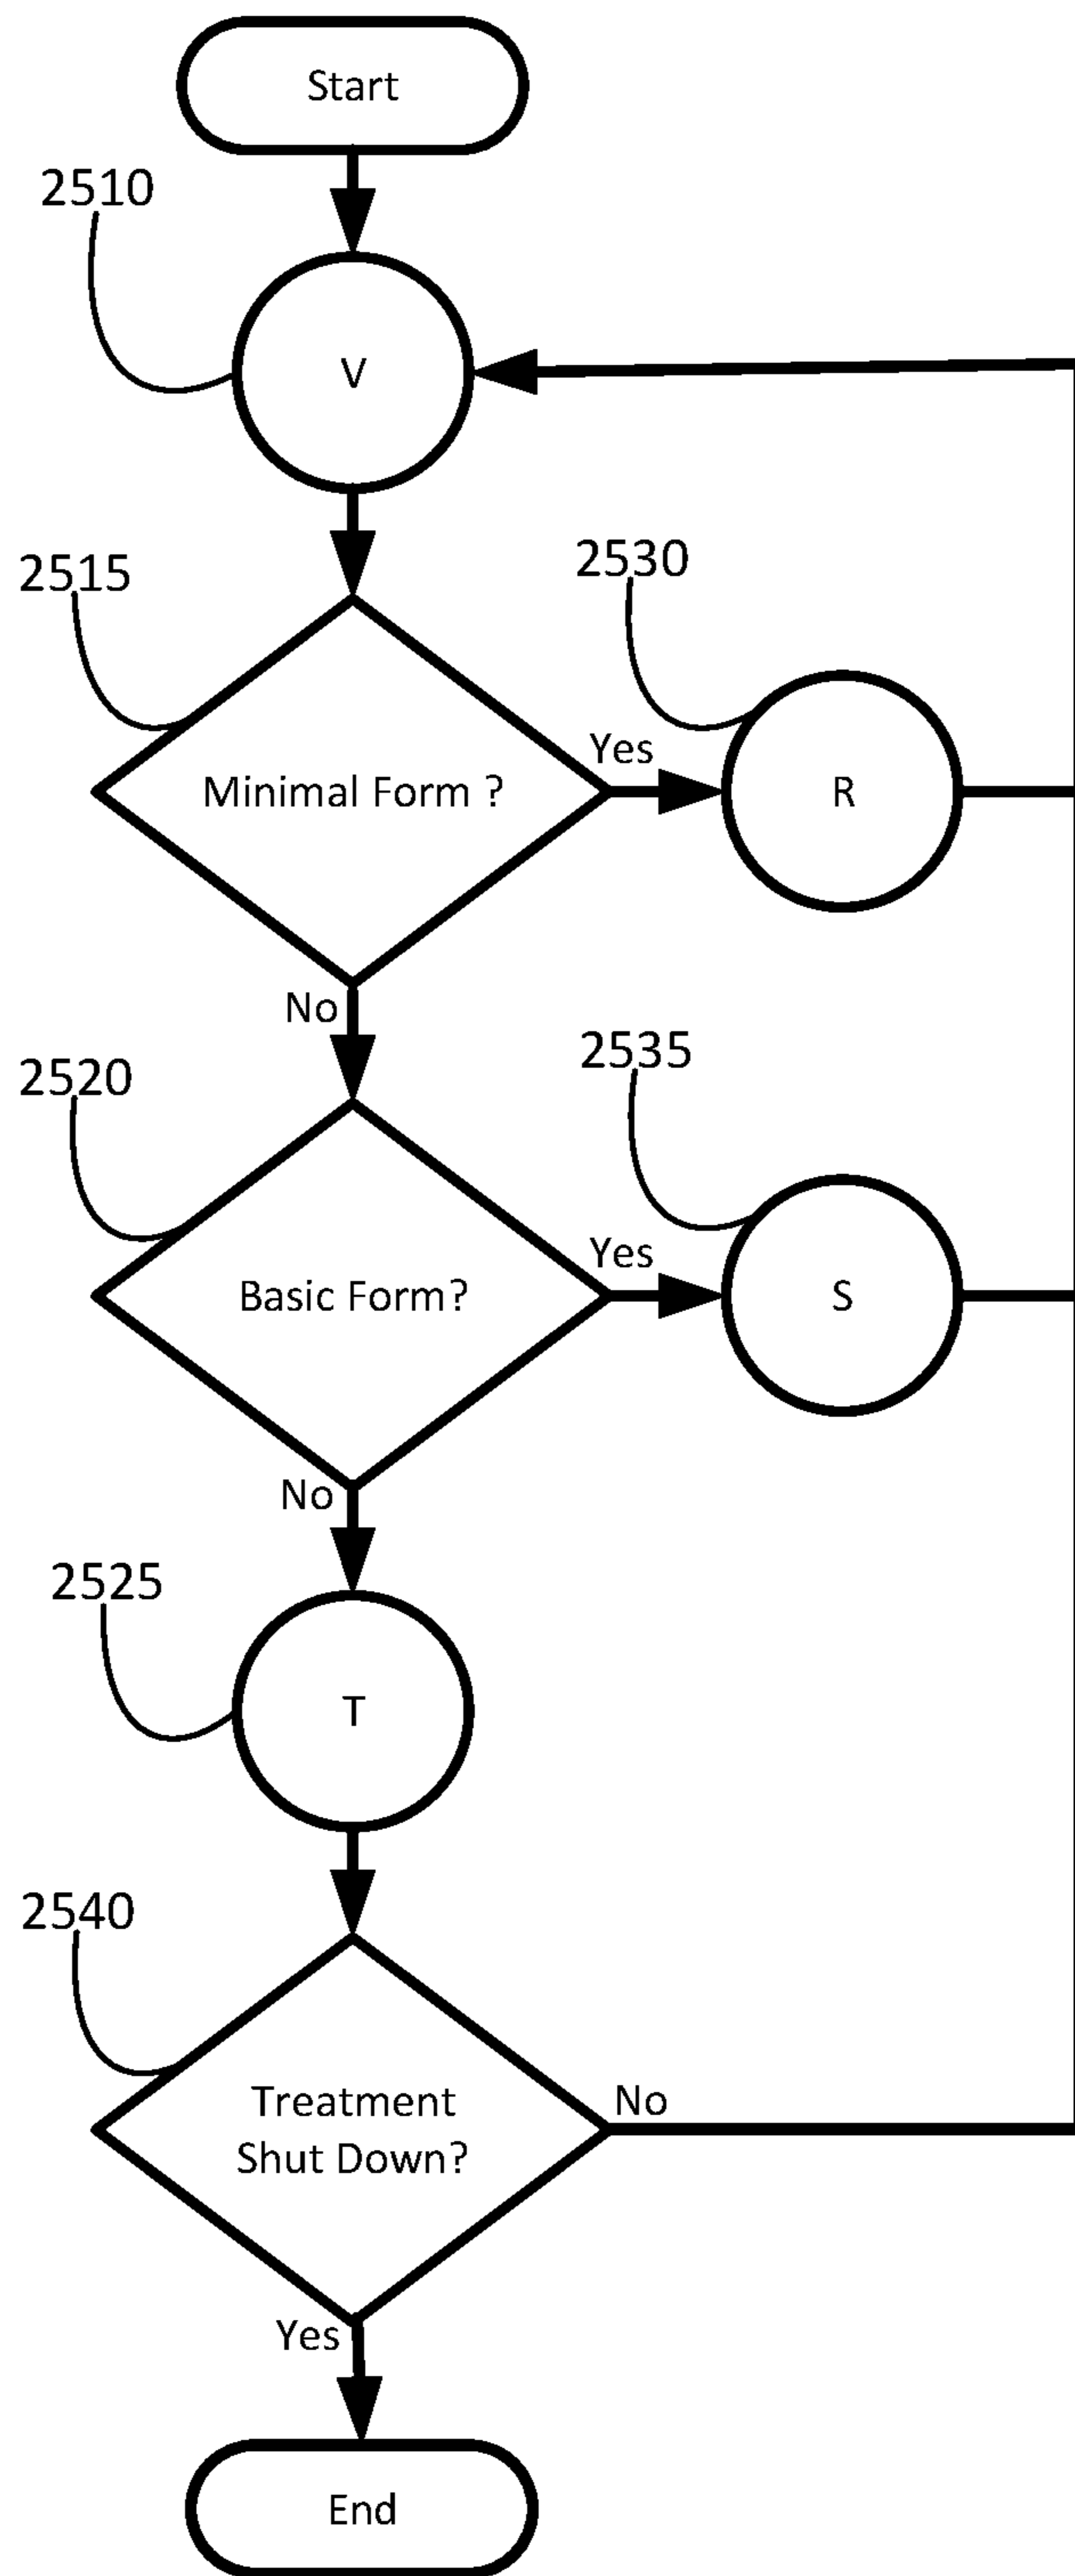 Start
2510
V
2515
2530
Minimal Form ?
Yes
R
No
2520
2535
Basic Form?
Yes
S
No
2525
T
2540
Treatment
Shut Down?
No
Yes
End